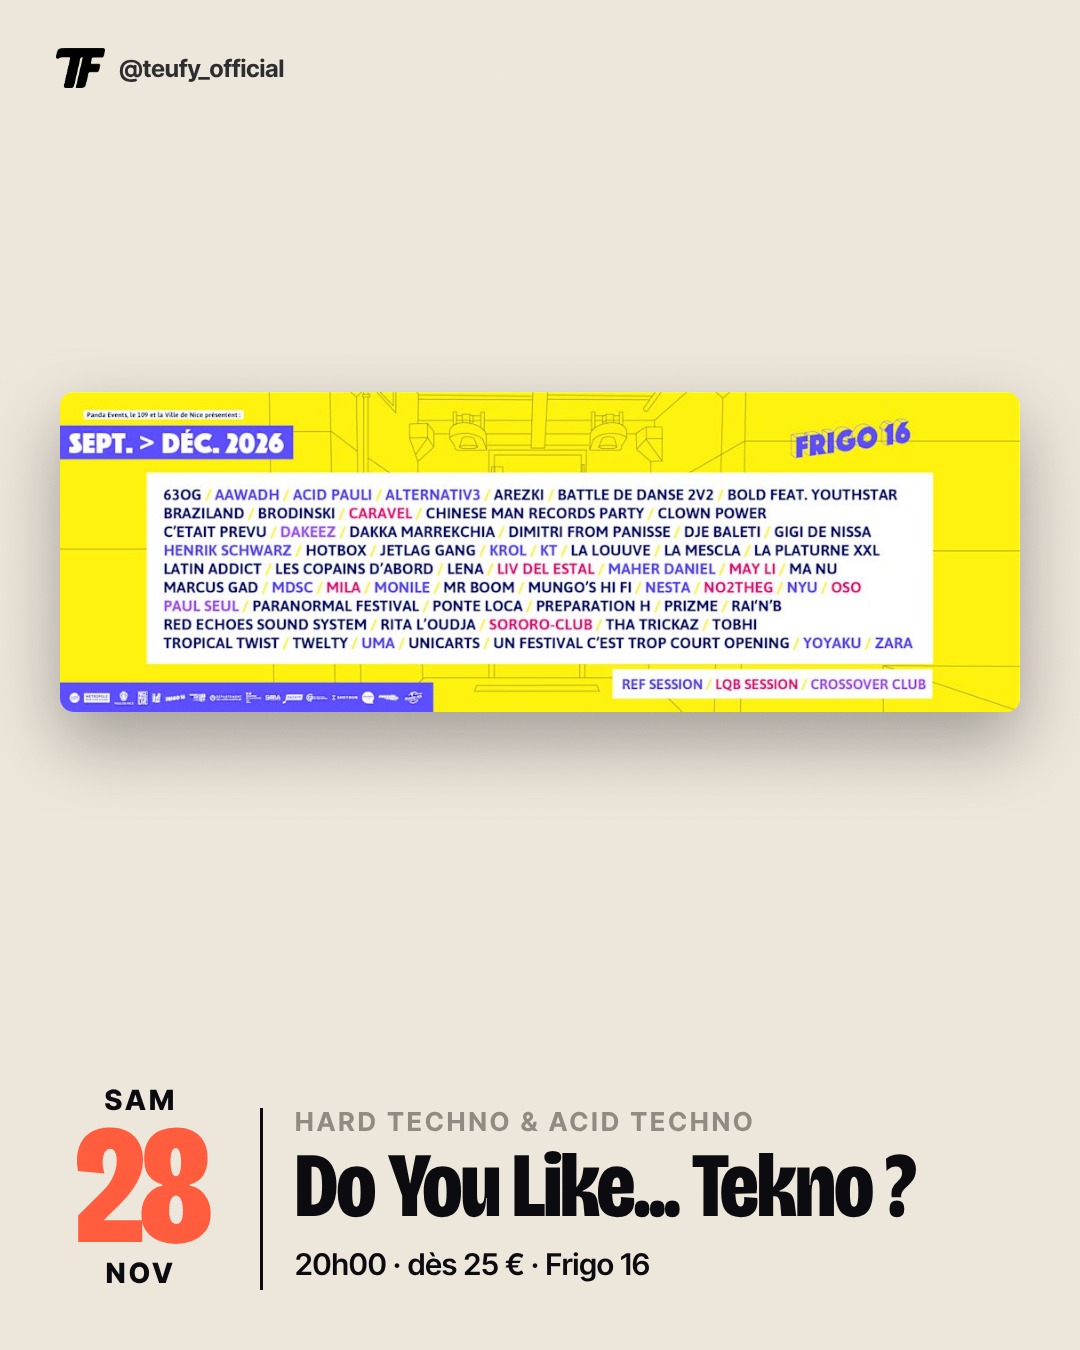 TF @teufy_official
Panda Events, le 109 et la Ville de Nice présentent :
SEPT. > DÉC. 2026
FRIGO 16
63OG / AAWADH / ACID PAULI / ALTERNATIV3 / AREZKI / BATTLE DE DANSE 2V2 / BOLD FEAT. YOUTHSTAR
BRAZILAND / BRODINSKI / CARAVEL / CHINESE MAN RECORDS PARTY / CLOWN POWER
C'ETAIT PREVU / DAKEEZ / DAKKA MARREKCHIA / DIMITRI FROM PANISSE / DJE BALETI / GIGI DE NISSA
HENRIK SCHWARZ / HOTBOX / JETLAG GANG / KROL / KT / LA LOUUVE / LA MESCLA / LA PLATURNE XXL
LATIN ADDICT / LES COPAINS D'ABORD / LENA / LIV DEL ESTAL / MAHER DANIEL / MAY LI / MA NU
MARCUS GAD / MDSC / MILA / MONILE / MR BOOM / MUNGO'S HI FI / NESTA / NO2THEG / NYU / OSO
PAUL SEUL / PARANORMAL FESTIVAL / PONTE LOCA / PREPARATION H / PRIZME / RAI'N'B
RED ECHOES SOUND SYSTEM / RITA L'OUDJA / SORORO-CLUB / THA TRICKAZ / TOBHI
TROPICAL TWIST / TWELTY / UMA / UNICARTS / UN FESTIVAL C'EST TROP COURT OPENING / YOYAKU / ZARA
REF SESSION / LQB SESSION / CROSSOVER CLUB
SAM
28
NOV
HARD TECHNO & ACID TECHNO
Do You Like... Tekno ?
20h00 · dès 25 € · Frigo 16